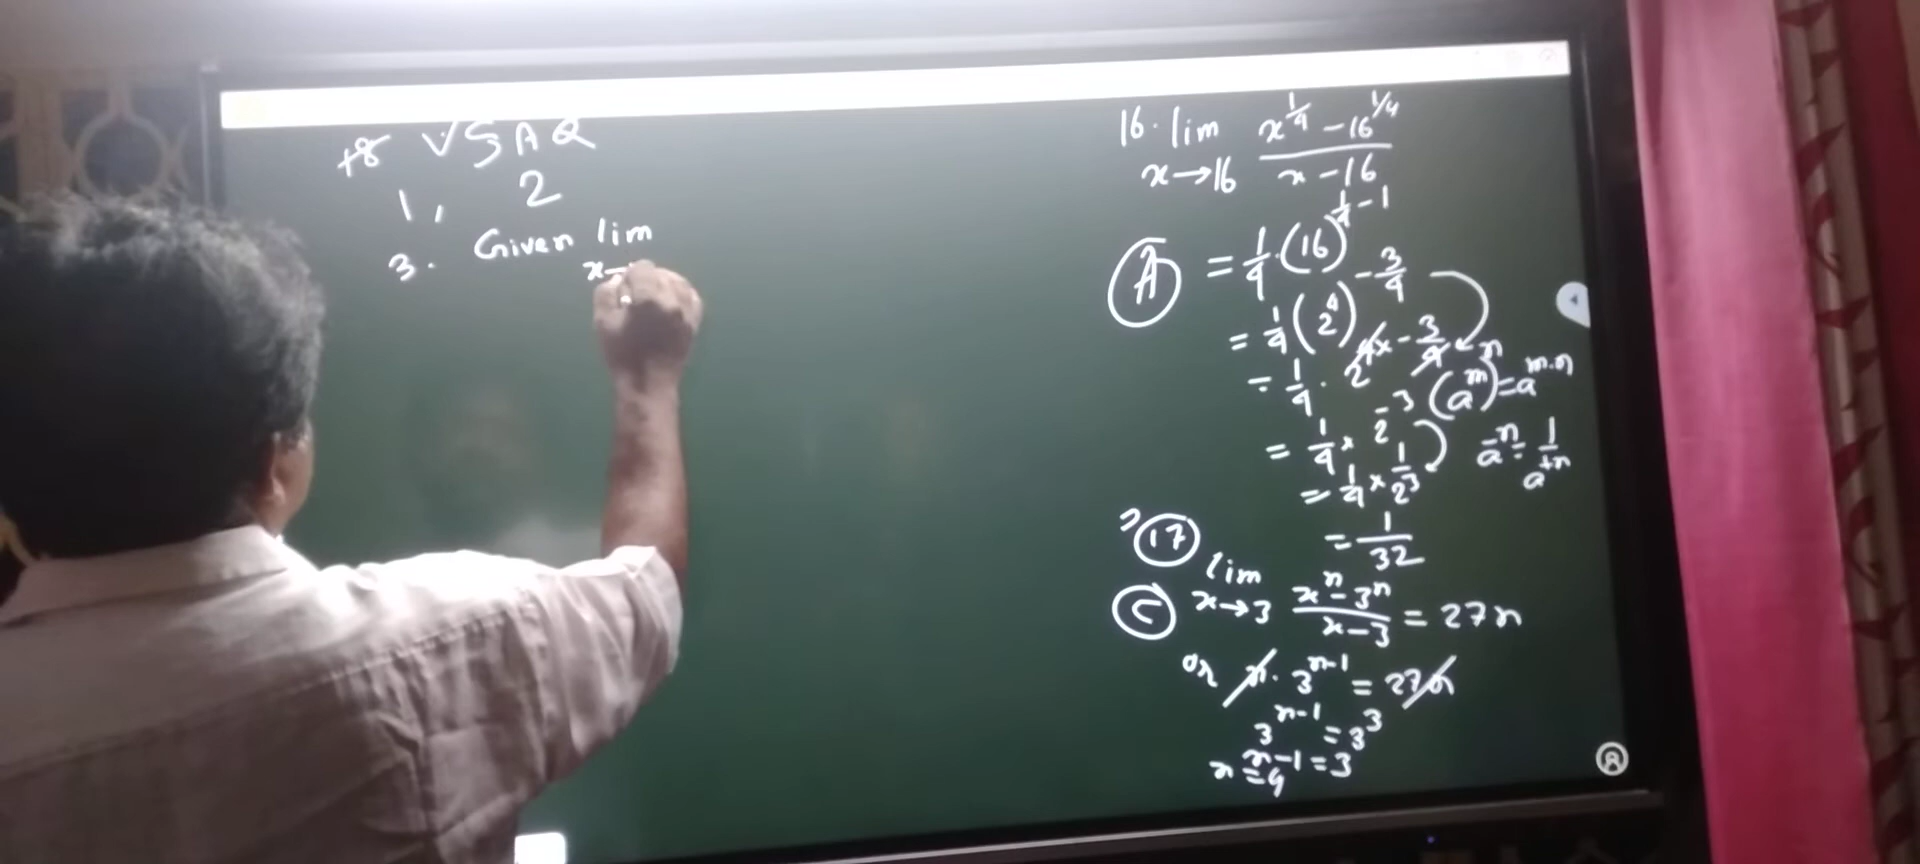 VSAQ
1, 2
3. Given lim
16. lim x→16 (x^(1/4) − 16^(1/4))/(x − 16)
(A) = 1/4 · (16)^(1/4 − 1)
= 1/4 (2^4)^(−3/4)
= 1/4 · 2^(4 × −3/4)
(a^m)^n = a^(m·n)
= 1/4 × 2^(−3)
a^(−n) = 1/a^(+n)
= 1/4 × 1/2^3
= 1/32
(17)
(C) lim x→3 (x^n − 3^n)/(x − 3) = 27n
or n · 3^(n−1) = 27n
3^(n−1) = 3^3
n − 1 = 3
n = 4